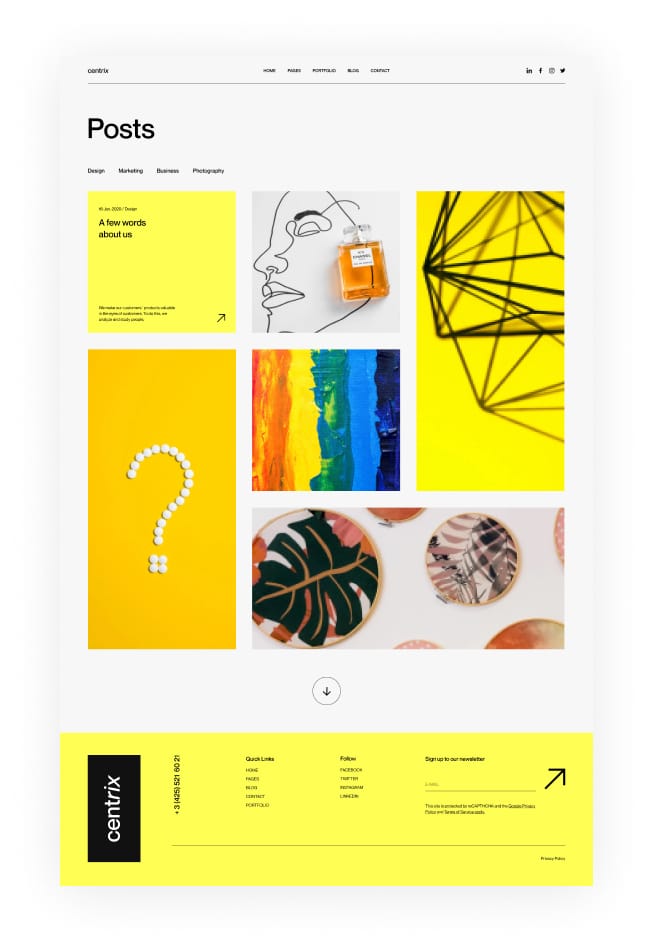 centrix
HOME PAGES PORTFOLIO BLOG CONTACT
Posts
Design Marketing Business Photography
16 Jun, 2020 / Design
A few words
about us
We make our customers' products valuable
in the eyes of customers. To do this, we
analyze and study people.
N°5
CHANEL
PARIS
centrix
+ 3 (425) 521 60 21
Quick Links
HOME
PAGES
BLOG
CONTACT
PORTFOLIO
Follow
FACEBOOK
TWITTER
INSTAGRAM
LINKEDIN
Sign up to our newsletter
E-MAIL
This site is protected by reCAPTCHA and the Google Privacy
Policy and Terms of Service apply.
Privacy Policy